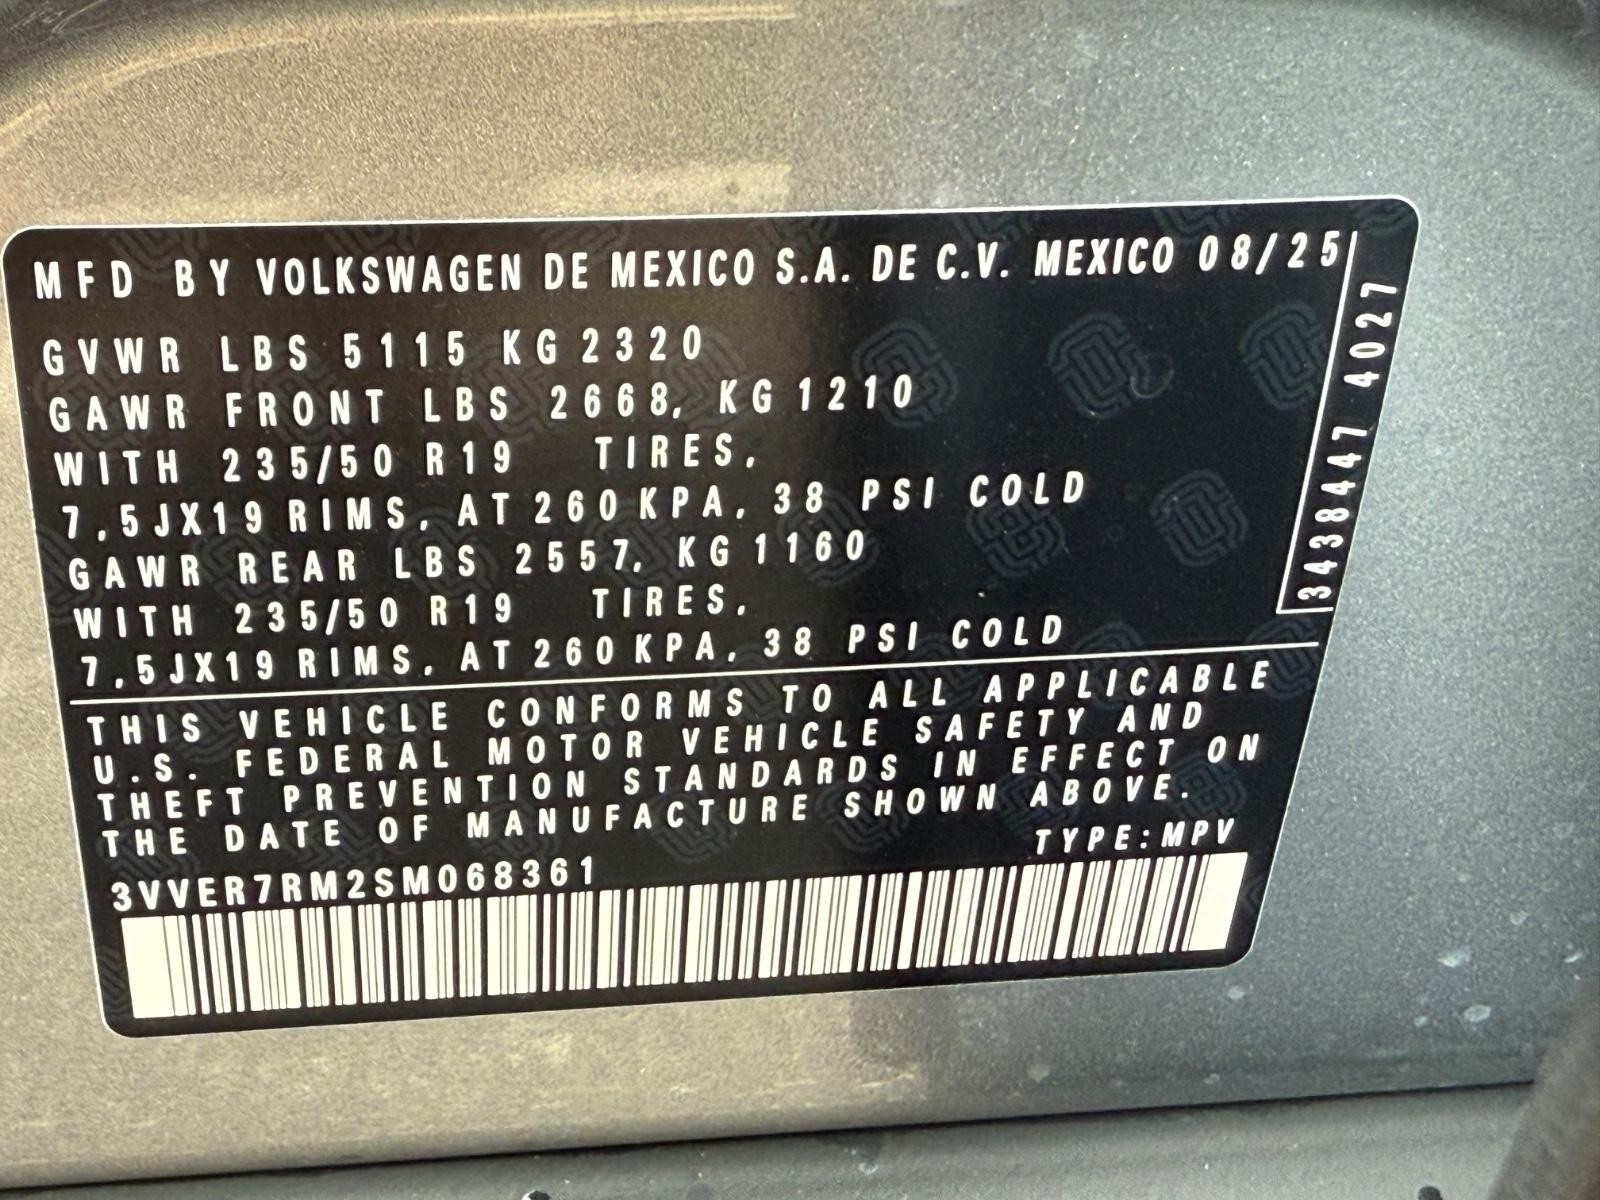 MFD BY VOLKSWAGEN DE MEXICO S.A. DE C.V. MEXICO 08/25
GVWR LBS 5115 KG 2320
GAWR FRONT LBS 2668, KG 1210
WITH 235/50 R19 TIRES,
7,5JX19 RIMS, AT 260 KPA, 38 PSI COLD
GAWR REAR LBS 2557, KG 1160
WITH 235/50 R19 TIRES,
7,5JX19 RIMS, AT 260 KPA, 38 PSI COLD
3438447 4027
THIS VEHICLE CONFORMS TO ALL APPLICABLE
U.S. FEDERAL MOTOR VEHICLE SAFETY AND
THEFT PREVENTION STANDARDS IN EFFECT ON
THE DATE OF MANUFACTURE SHOWN ABOVE.
TYPE: MPV
3VVER7RM2SM068361